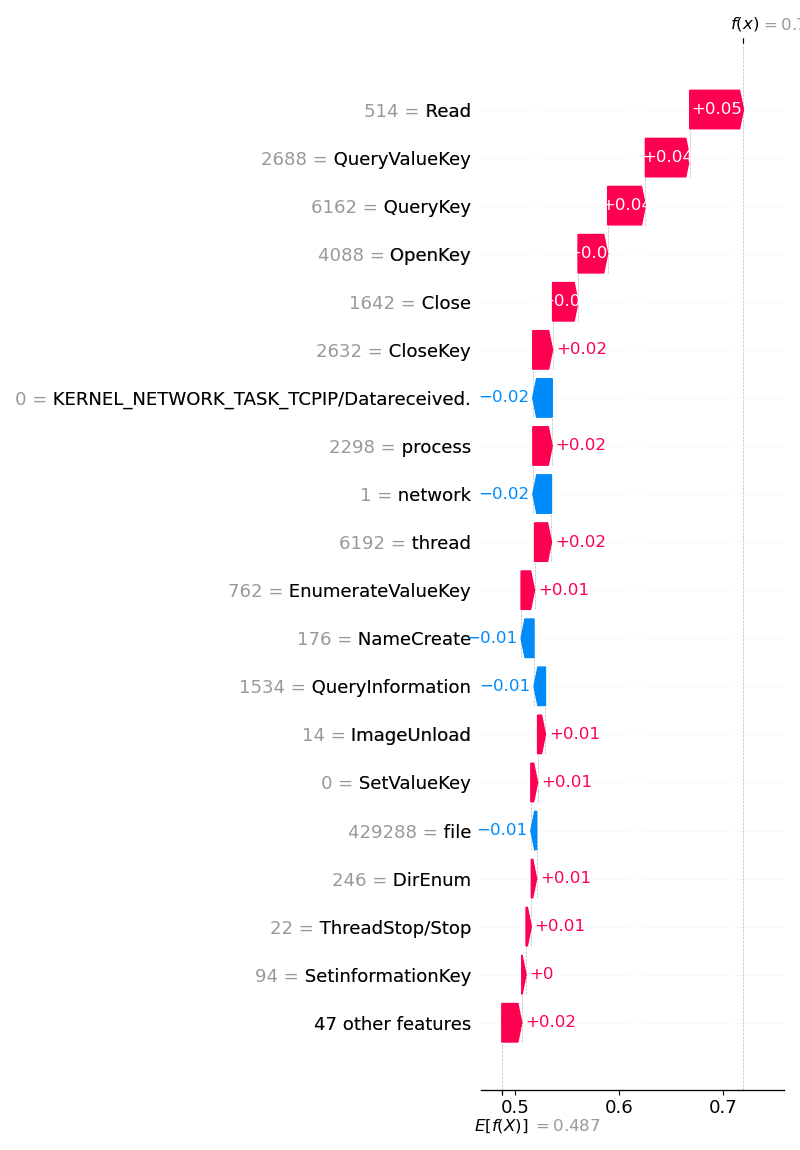 f(x) = 0.7
514 = Read +0.05
2688 = QueryValueKey +0.04
6162 = QueryKey +0.04
4088 = OpenKey
1642 = Close
2632 = CloseKey +0.02
0 = KERNEL_NETWORK_TASK_TCPIP/Datareceived. −0.02
2298 = process +0.02
1 = network −0.02
6192 = thread +0.02
762 = EnumerateValueKey +0.01
176 = NameCreate −0.01
1534 = QueryInformation −0.01
14 = ImageUnload +0.01
0 = SetValueKey +0.01
429288 = file −0.01
246 = DirEnum +0.01
22 = ThreadStop/Stop +0.01
94 = SetinformationKey +0
47 other features +0.02
0.5 0.6 0.7
E[f(X)] = 0.487